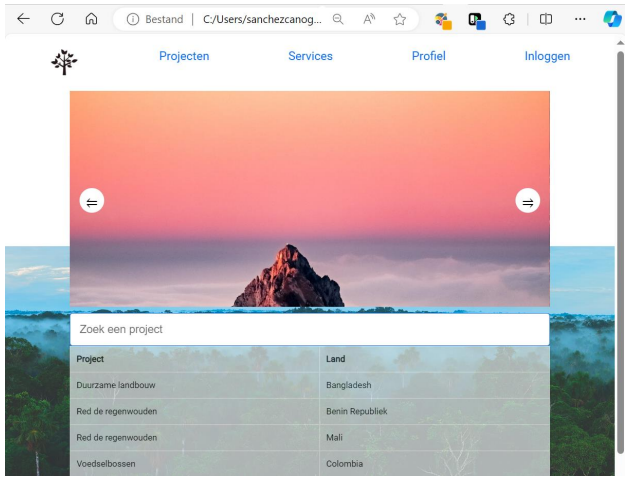 Bestand | C:/Users/sanchezcanog...
Projecten Services Profiel Inloggen
Zoek een project
Project Land
Duurzame landbouw Bangladesh
Red de regenwouden Benin Republiek
Red de regenwouden Mali
Voedselbossen Colombia